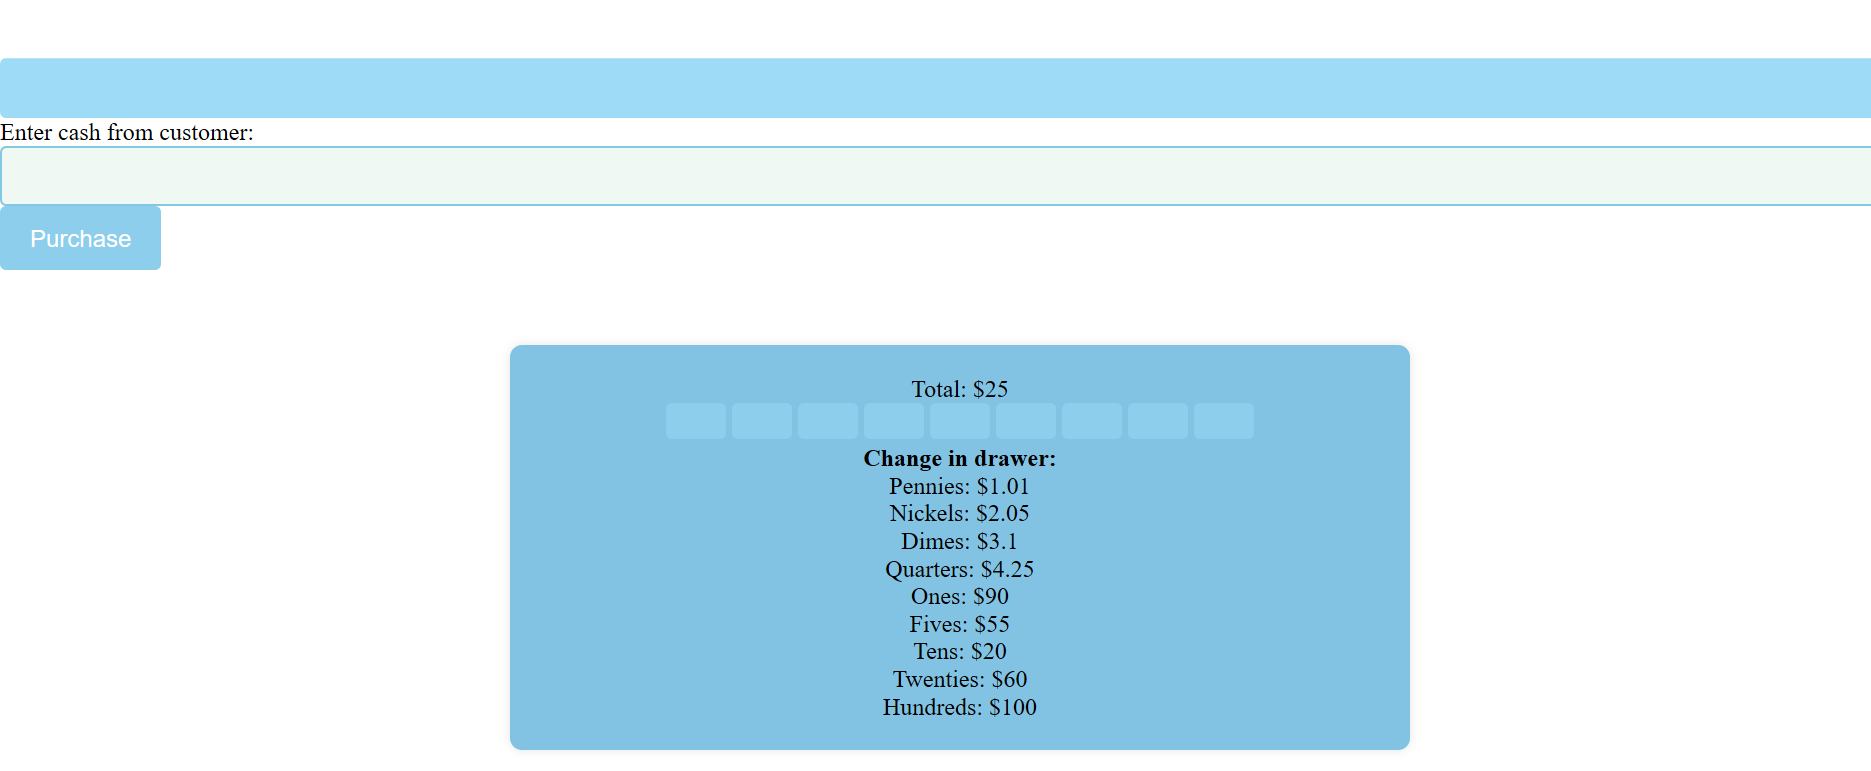 Enter cash from customer:
Purchase
Total: $25
Change in drawer:
Pennies: $1.01
Nickels: $2.05
Dimes: $3.1
Quarters: $4.25
Ones: $90
Fives: $55
Tens: $20
Twenties: $60
Hundreds: $100